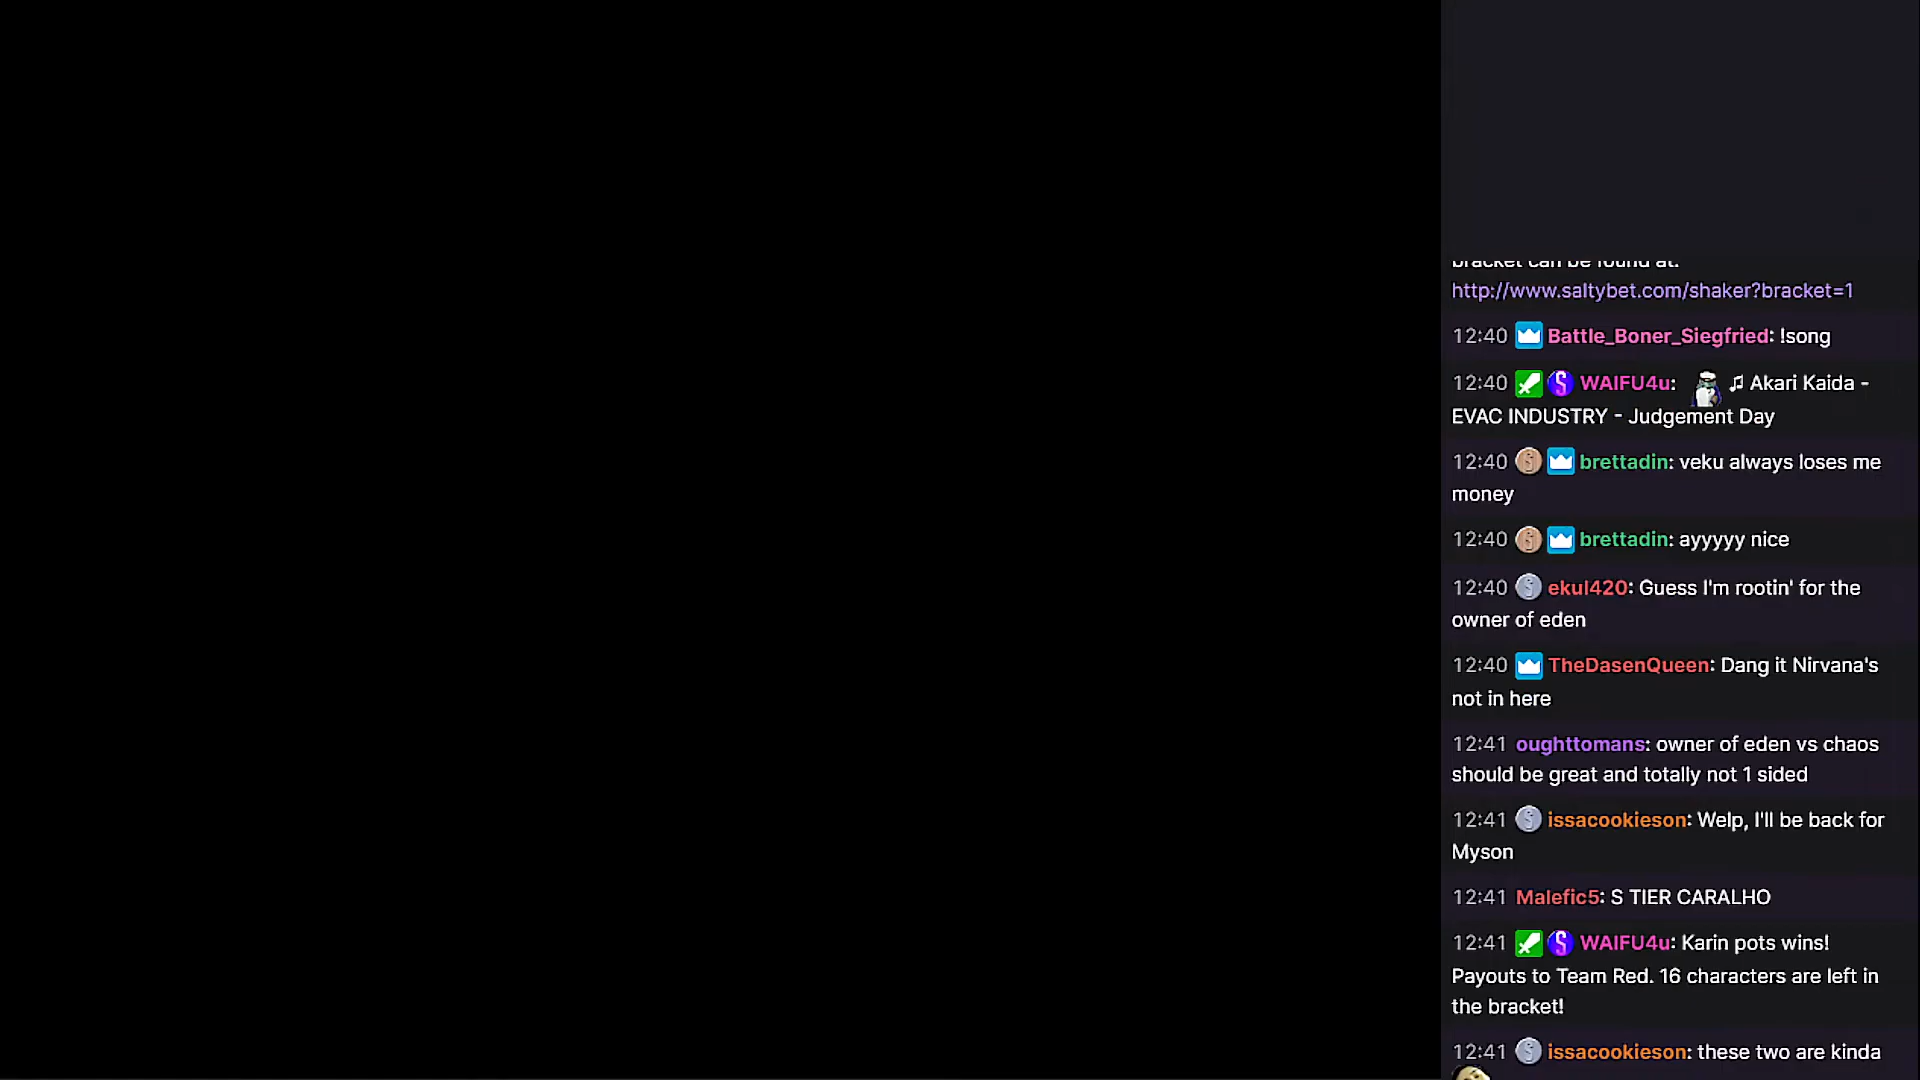 bracket can be found at:
http://www.saltybet.com/shaker?bracket=1
12:40 Battle_Boner_Siegfried: !song
12:40 WAIFU4u: ♫ Akari Kaida -
EVAC INDUSTRY - Judgement Day
12:40 brettadin: veku always loses me
money
12:40 brettadin: ayyyyy nice
12:40 ekul420: Guess I'm rootin' for the
owner of eden
12:40 TheDasenQueen: Dang it Nirvana's
not in here
12:41 oughttomans: owner of eden vs chaos
should be great and totally not 1 sided
12:41 issacookieson: Welp, I'll be back for
Myson
12:41 Malefic5: S TIER CARALHO
12:41 WAIFU4u: Karin pots wins!
Payouts to Team Red. 16 characters are left in
the bracket!
12:41 issacookieson: these two are kinda